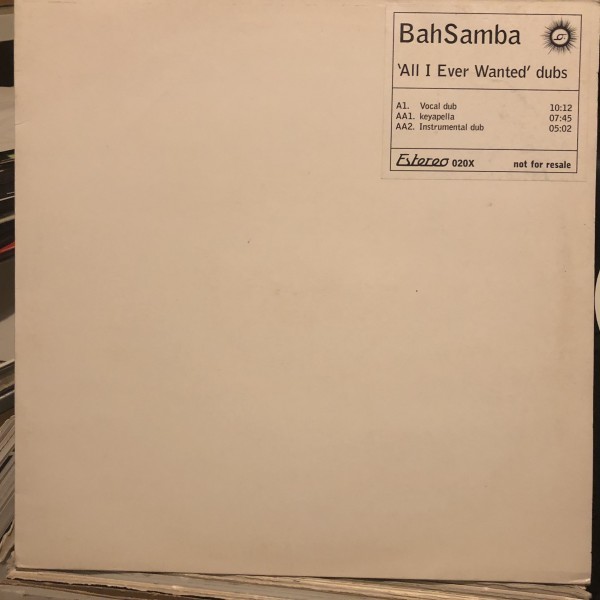 BahSamba
'All I Ever Wanted' dubs
A1. Vocal dub 10:12
AA1. keyapella 07:45
AA2. Instrumental dub 05:02
Estereo 020X not for resale